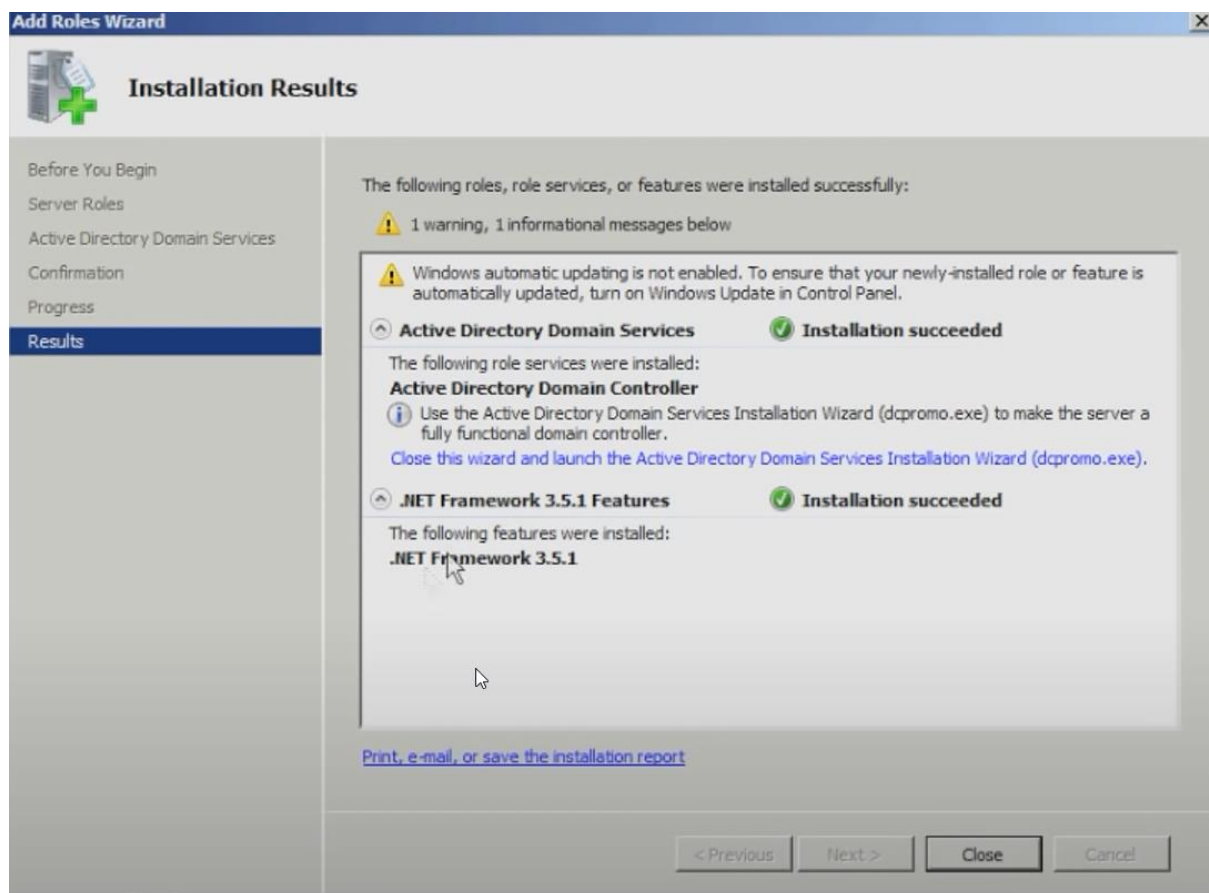 Add Roles Wizard
Installation Results
Before You Begin
Server Roles
Active Directory Domain Services
Confirmation
Progress
Results
The following roles, role services, or features were installed successfully:
1 warning, 1 informational messages below
Windows automatic updating is not enabled. To ensure that your newly-installed role or feature is
automatically updated, turn on Windows Update in Control Panel.
Active Directory Domain Services Installation succeeded
The following role services were installed:
Active Directory Domain Controller
Use the Active Directory Domain Services Installation Wizard (dcpromo.exe) to make the server a
fully functional domain controller.
Close this wizard and launch the Active Directory Domain Services Installation Wizard (dcpromo.exe).
.NET Framework 3.5.1 Features Installation succeeded
The following features were installed:
.NET Framework 3.5.1
Print, e-mail, or save the installation report
< Previous Next > Close Cancel